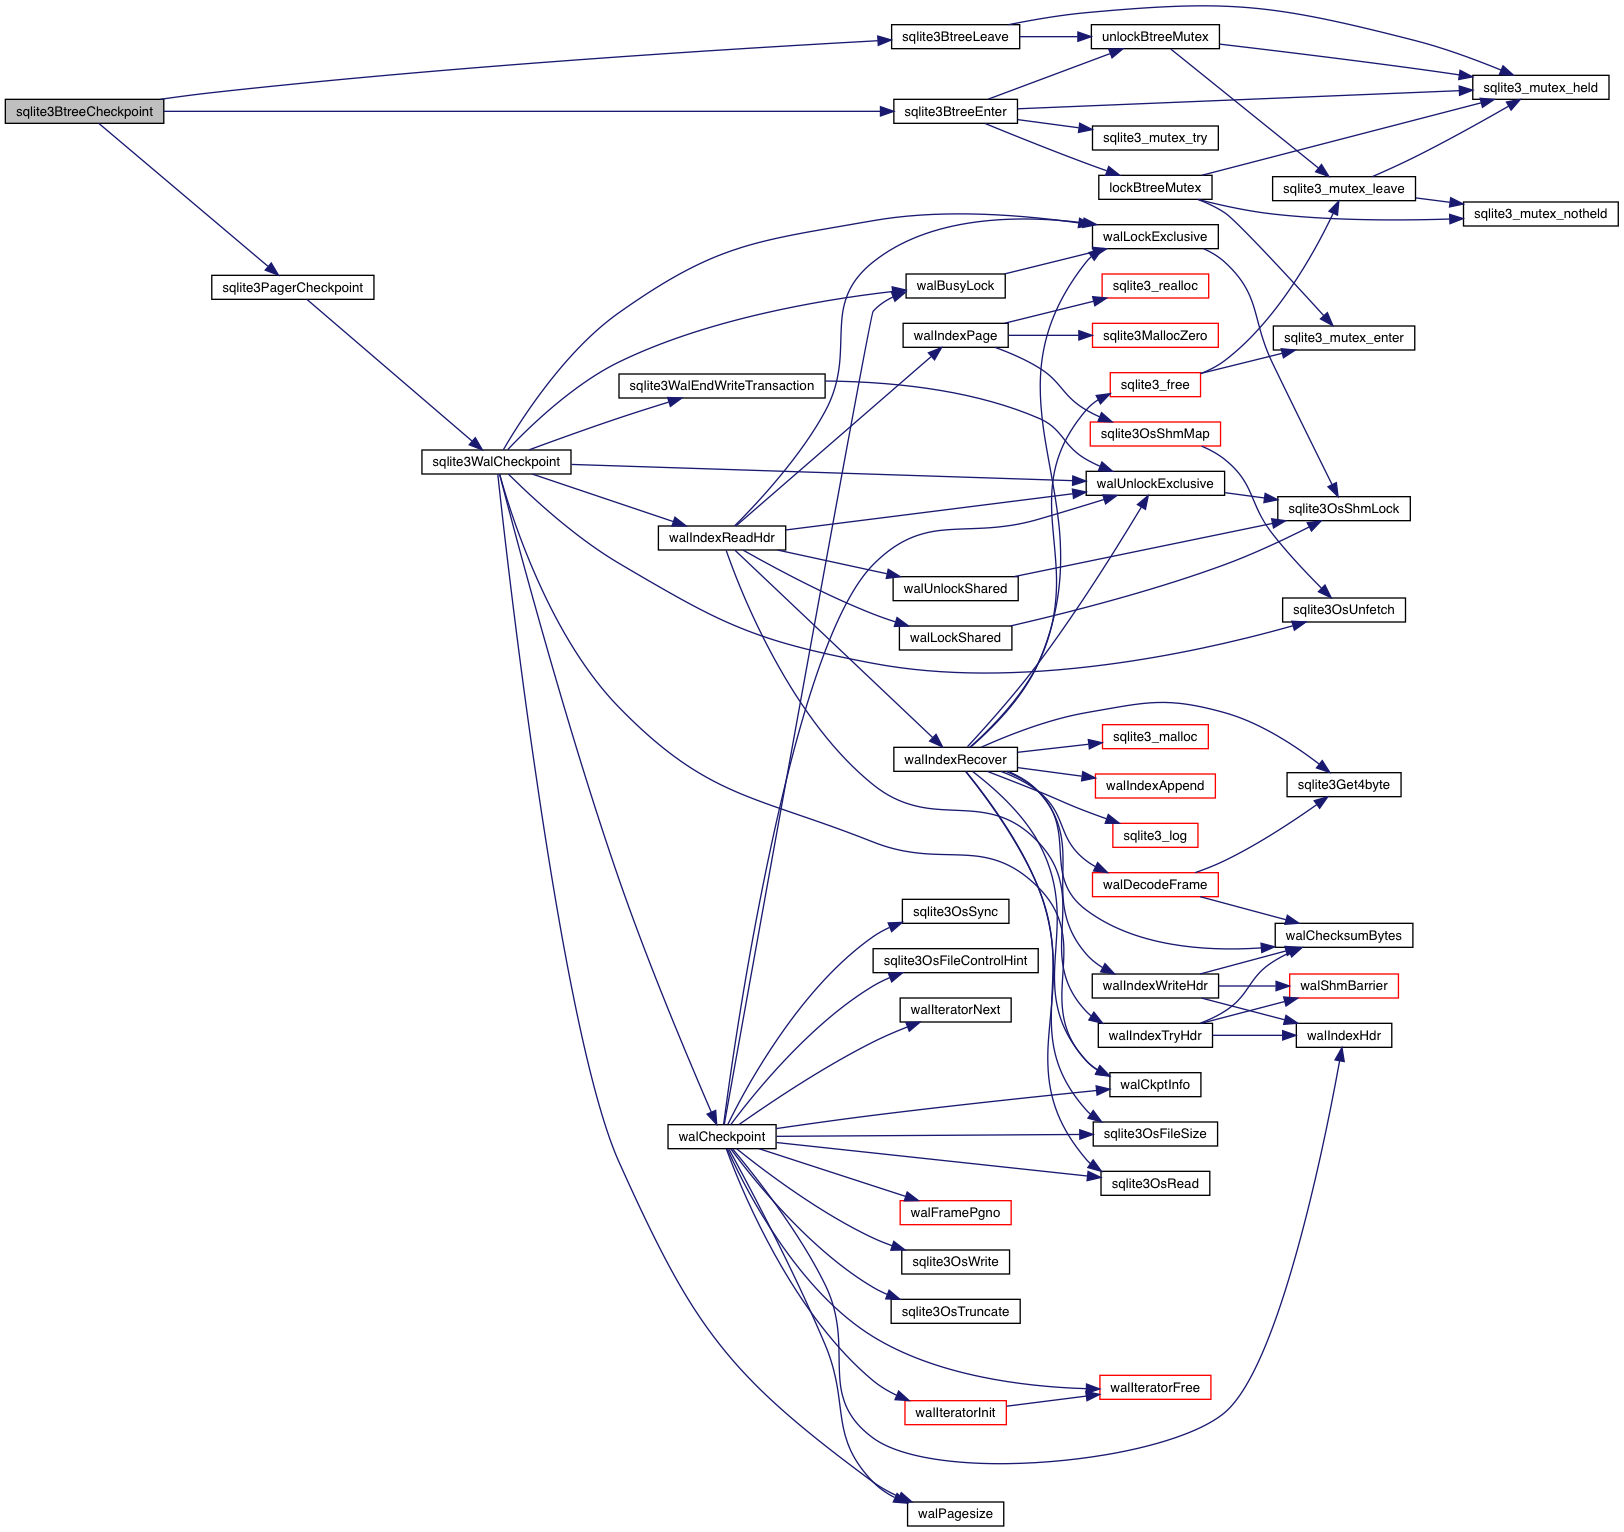 sqlite3BtreeCheckpoint
sqlite3PagerCheckpoint
sqlite3WalCheckpoint
sqlite3WalEndWriteTransaction
walIndexReadHdr
walCheckpoint
sqlite3BtreeLeave
sqlite3BtreeEnter
walBusyLock
walIndexPage
walUnlockShared
walLockShared
walIndexRecover
sqlite3OsSync
sqlite3OsFileControlHint
walIteratorNext
walFramePgno
sqlite3OsWrite
sqlite3OsTruncate
walIteratorInit
walPagesize
unlockBtreeMutex
sqlite3_mutex_try
lockBtreeMutex
walLockExclusive
sqlite3_realloc
sqlite3MallocZero
sqlite3_free
sqlite3OsShmMap
walUnlockExclusive
sqlite3_malloc
walIndexAppend
sqlite3_log
walDecodeFrame
walIndexWriteHdr
walIndexTryHdr
walCkptInfo
sqlite3OsFileSize
sqlite3OsRead
walIteratorFree
sqlite3_mutex_leave
sqlite3_mutex_enter
sqlite3OsShmLock
sqlite3OsUnfetch
sqlite3Get4byte
walChecksumBytes
walShmBarrier
walIndexHdr
sqlite3_mutex_held
sqlite3_mutex_notheld